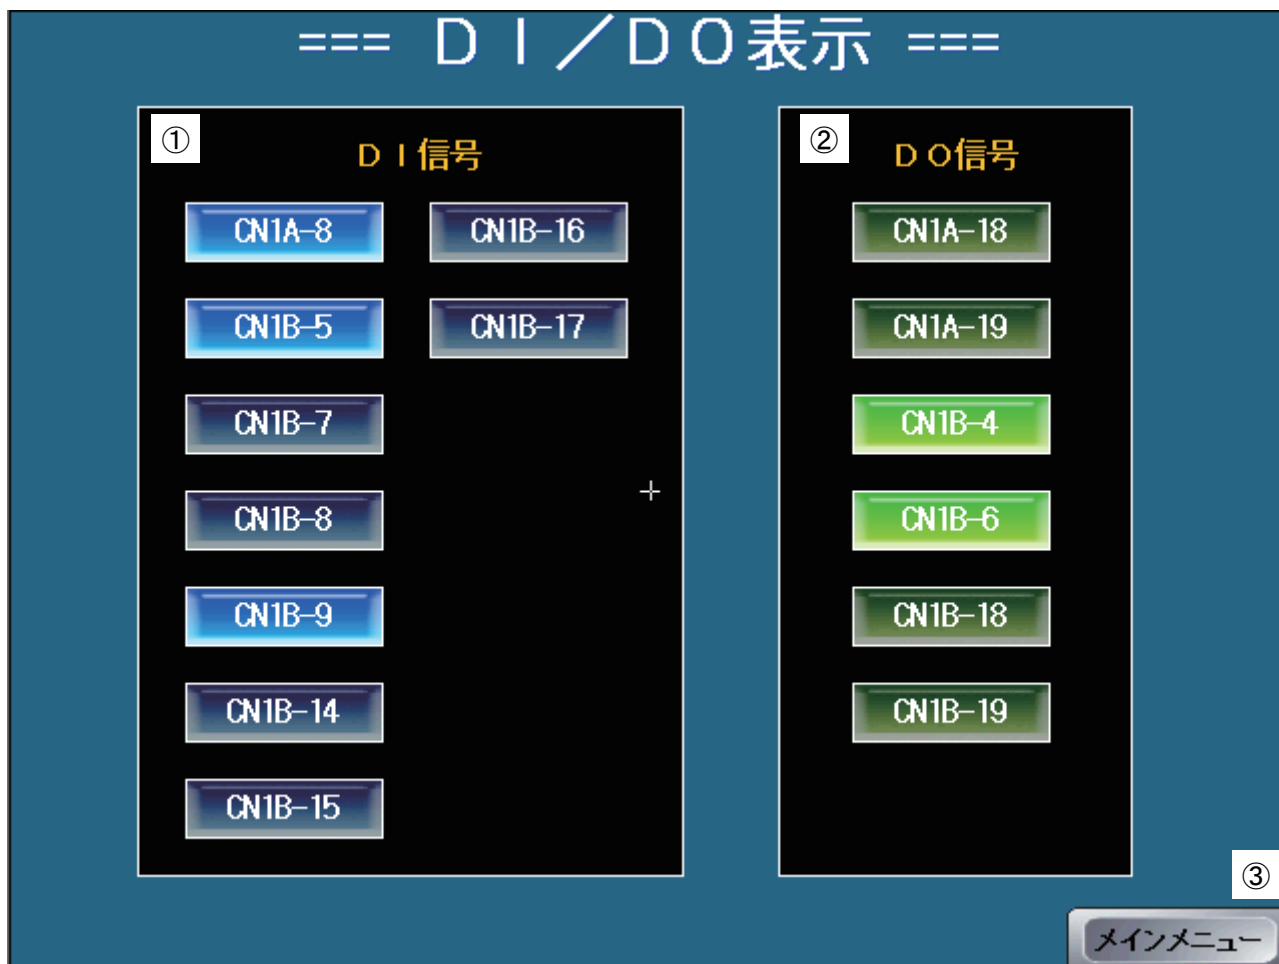 === ＤＩ／ＤＯ表示 ===
①
ＤＩ信号
CN1A-8
CN1B-16
CN1B-5
CN1B-17
CN1B-7
CN1B-8
CN1B-9
CN1B-14
CN1B-15
②
ＤＯ信号
CN1A-18
CN1A-19
CN1B-4
CN1B-6
CN1B-18
CN1B-19
③
メインメニュー